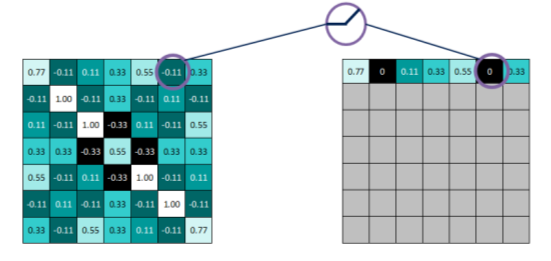 0.77 -0.11 0.11 0.33 0.55 -0.11 0.33
-0.11 1.00 -0.11 0.33 -0.11 0.11 -0.11
0.11 -0.11 1.00 -0.33 0.11 -0.11 0.55
0.33 0.33 -0.33 0.55 -0.33 0.33 0.33
0.55 -0.11 0.11 -0.33 1.00 -0.11 0.11
-0.11 0.11 -0.11 0.33 -0.11 1.00 -0.11
0.33 -0.11 0.55 0.33 0.11 -0.11 0.77
0.77 0 0.11 0.33 0.55 0 0.33